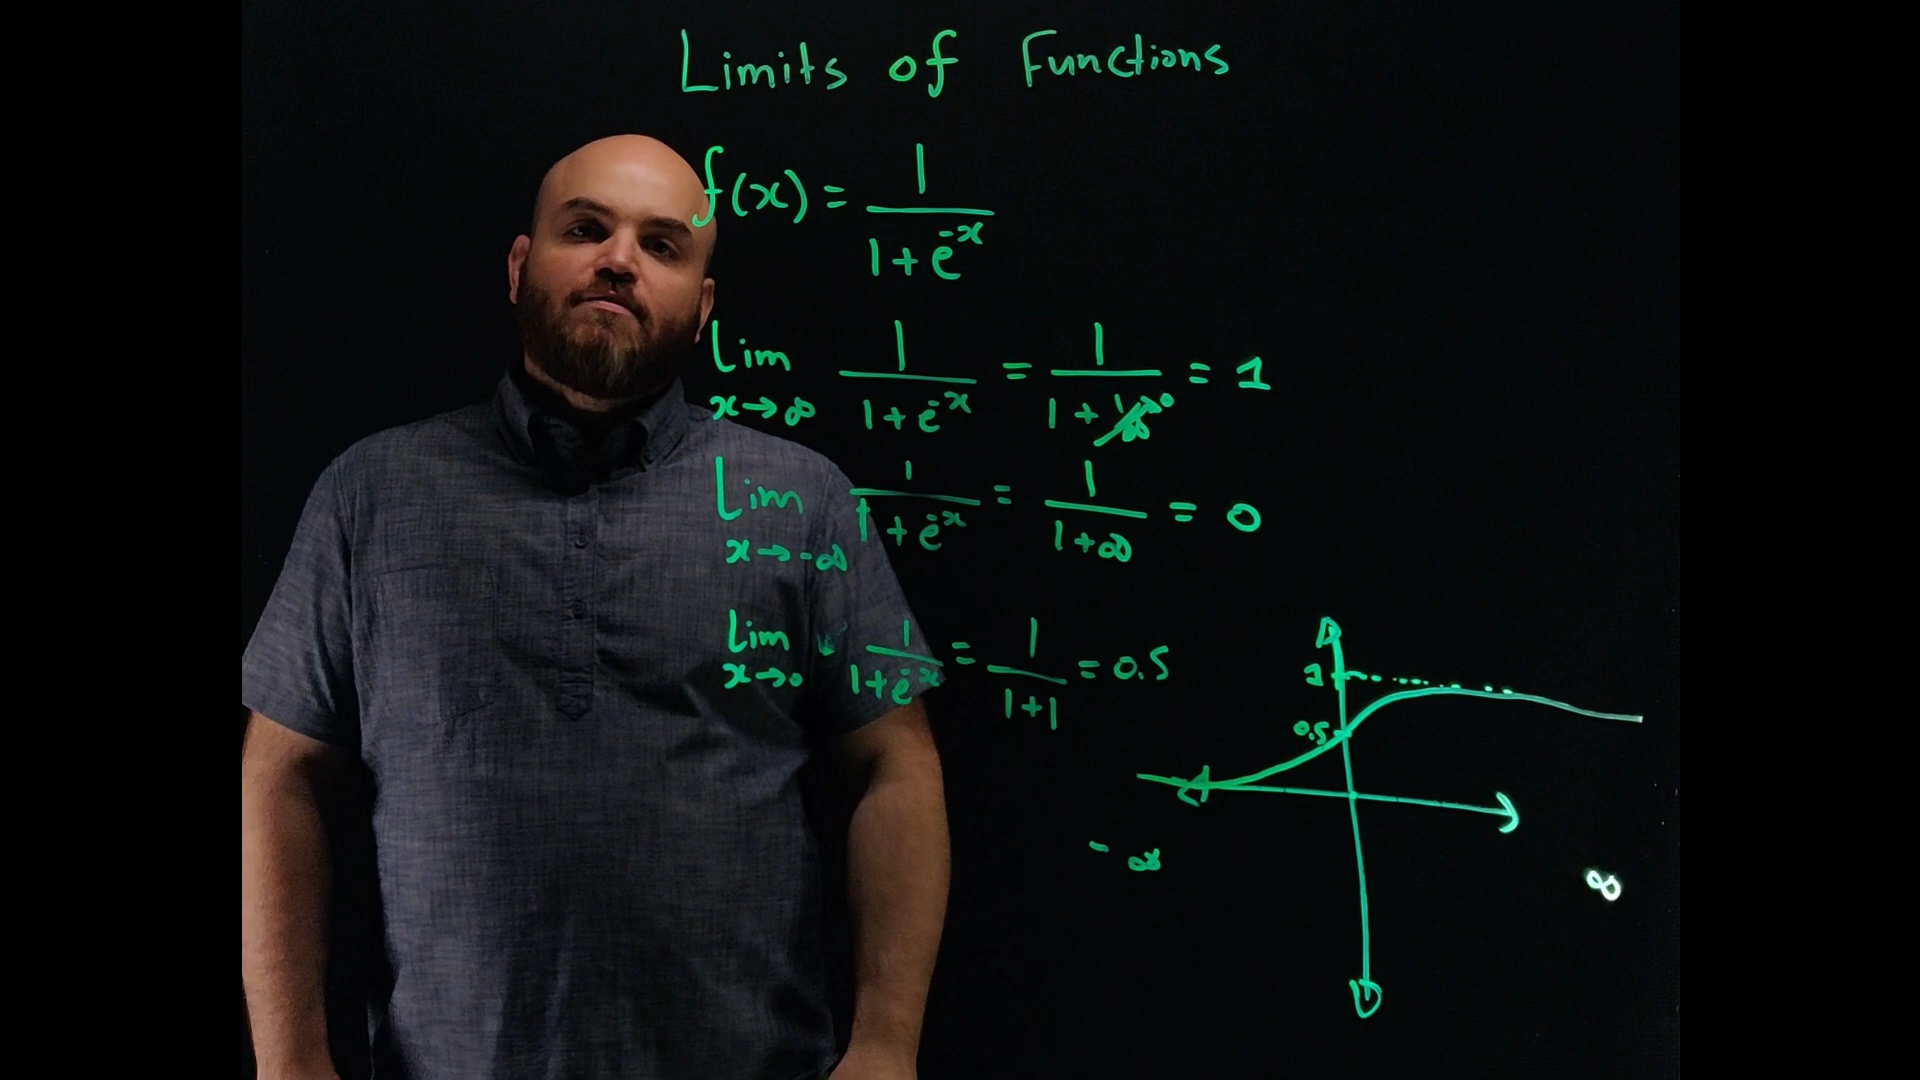 Limits of Functions
f(x) = 1 / (1 + e^-x)
Lim x→∞ 1 / (1 + e^-x) = 1 / (1 + 1/∞→0) = 1
Lim x→-∞ 1 / (1 + e^-x) = 1 / (1+∞) = 0
Lim x→0 1 / (1+e^-x) = 1 / (1+1) = 0.5
1
0.5
-∞
∞